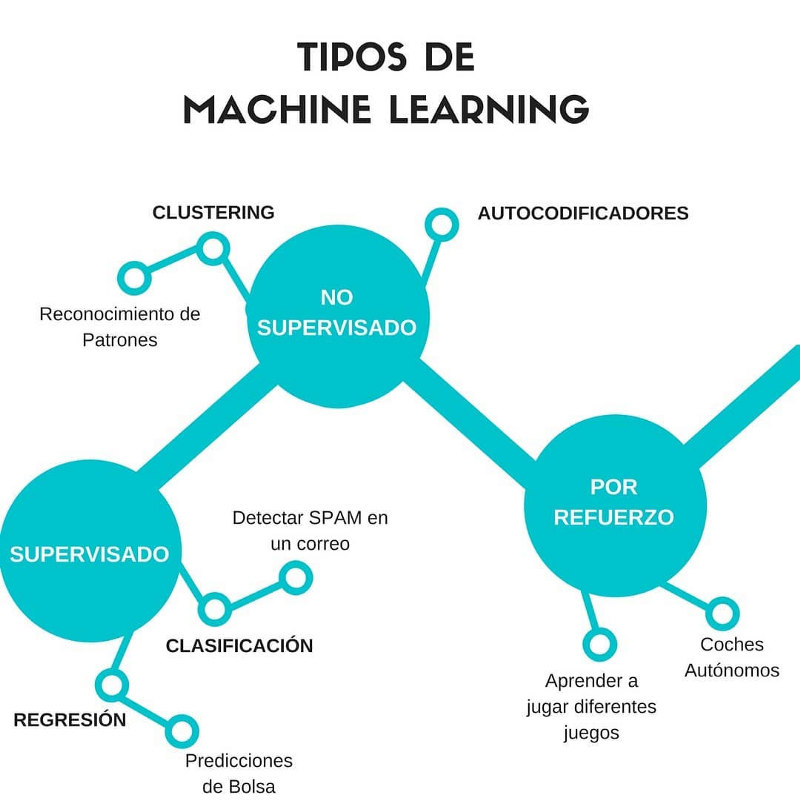 TIPOS DE
MACHINE LEARNING
CLUSTERING
AUTOCODIFICADORES
Reconocimiento de
Patrones
NO
SUPERVISADO
POR
REFUERZO
SUPERVISADO
Detectar SPAM en
un correo
CLASIFICACIÓN
REGRESIÓN
Predicciones
de Bolsa
Aprender a
jugar diferentes
juegos
Coches
Autónomos